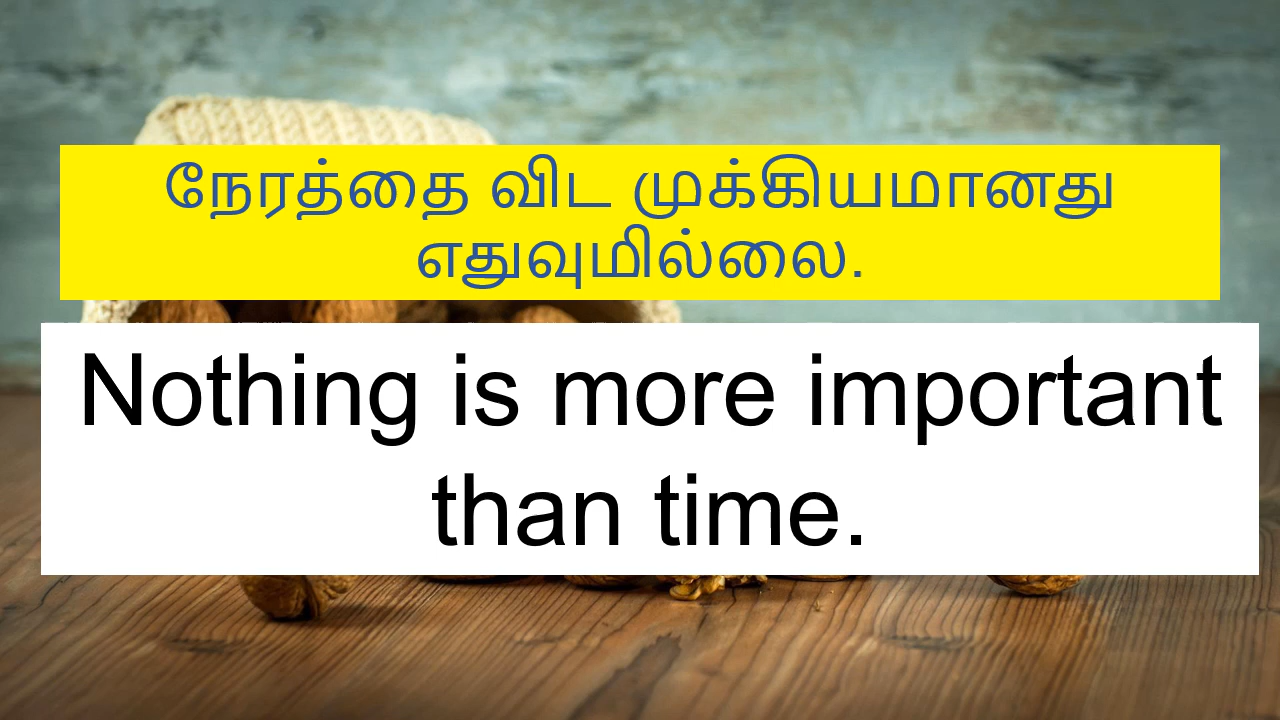 நேரத்தை விட முக்கியமானது
எதுவுமில்லை.
Nothing is more important
than time.